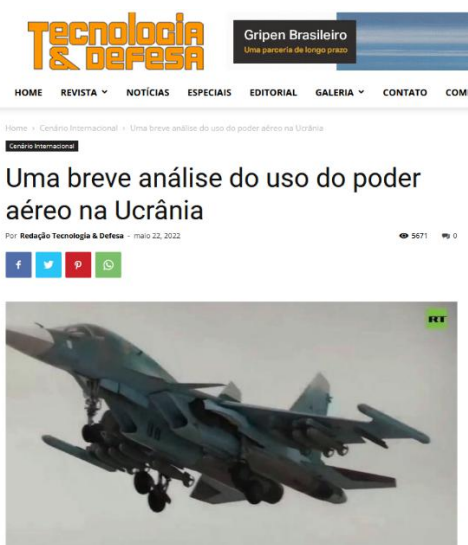 TECNOLOGIA
& DEFESA
Gripen Brasileiro
Uma parceria de longo prazo
HOME REVISTA NOTÍCIAS ESPECIAIS EDITORIAL GALERIA CONTATO COM
Home › Cenário Internacional › Uma breve análise do uso do poder aéreo na Ucrânia
Cenário Internacional
Uma breve análise do uso do poder
aéreo na Ucrânia
Por Redação Tecnologia & Defesa - maio 22, 2022 5671 0
RT